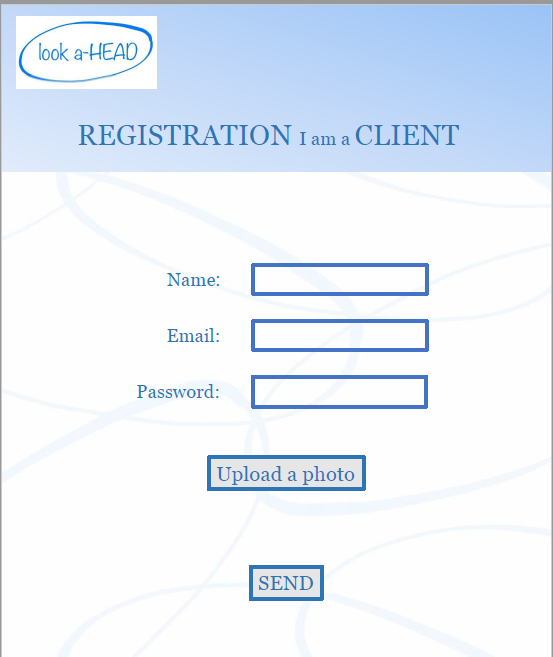 look a-HEAD
REGISTRATION I am a CLIENT
Name:
Email:
Password:
Upload a photo
SEND